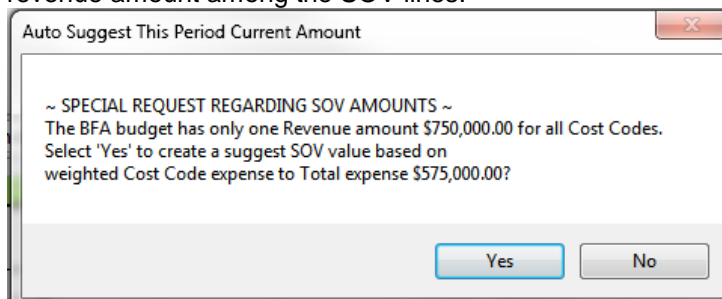 revenue amount among the SOV lines.
Auto Suggest This Period Current Amount
~ SPECIAL REQUEST REGARDING SOV AMOUNTS ~
The BFA budget has only one Revenue amount $750,000.00 for all Cost Codes.
Select 'Yes' to create a suggest SOV value based on
weighted Cost Code expense to Total expense $575,000.00?
Yes
No